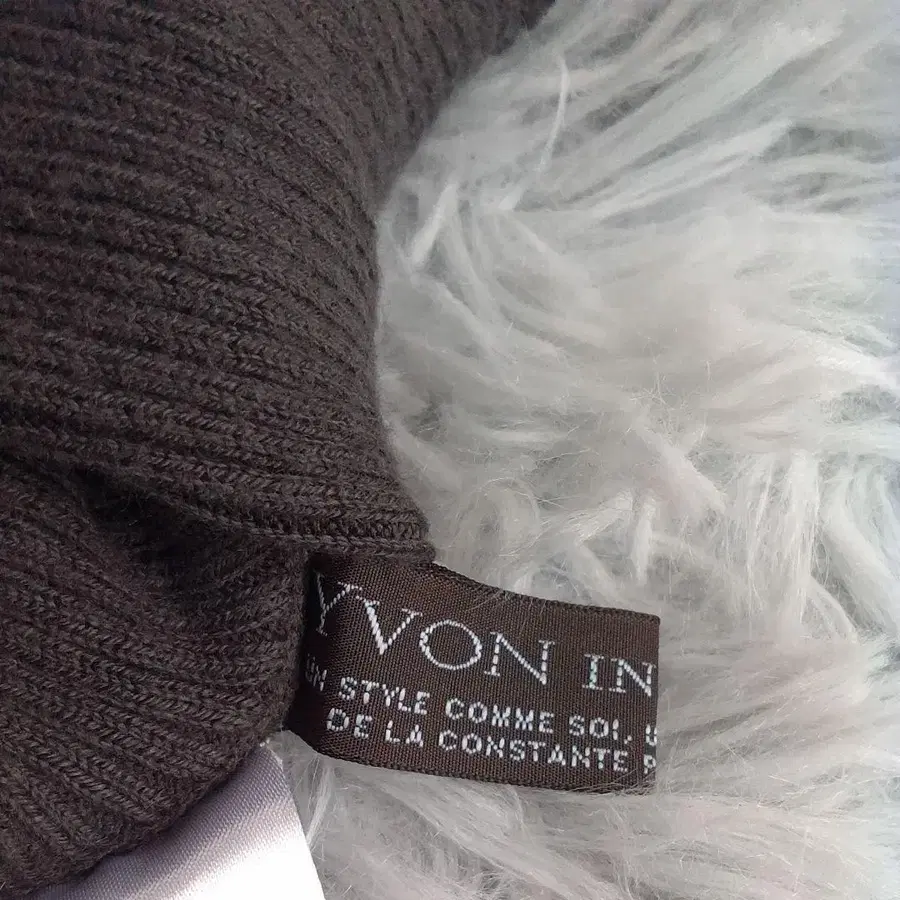 YVON IN
UN STYLE COMME SOI, U
DE LA CONSTANTE P